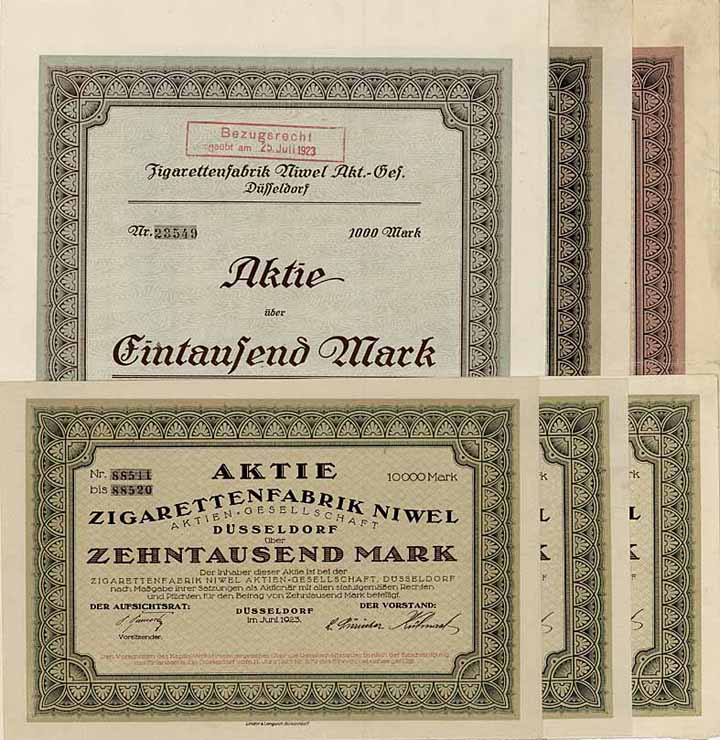 Bezugsrecht
geübt am 25. Juli 1923
Zigarettenfabrik Niwel Akt.-Ges.
Düsseldorf
Nr. 23549 1000 Mark
Aktie
über
Eintausend Mark
Nr. 88511 AKTIE 10000 Mark
bis 88520
ZIGARETTENFABRIK NIWEL
AKTIEN-GESELLSCHAFT
DÜSSELDORF
über
ZEHNTAUSEND MARK
Der Inhaber dieser Aktie ist bei der
ZIGARETTENFABRIK NIWEL AKTIEN-GESELLSCHAFT, DÜSSELDORF
nach Maßgabe ihrer Satzungen als Aktionär mit allen statutgemäßen Rechten
und Pflichten für den Betrag von Zehntausend Mark beteiligt.
DER AUFSICHTSRAT: DÜSSELDORF DER VORSTAND:
im Juni 1923.
Vorsitzender.